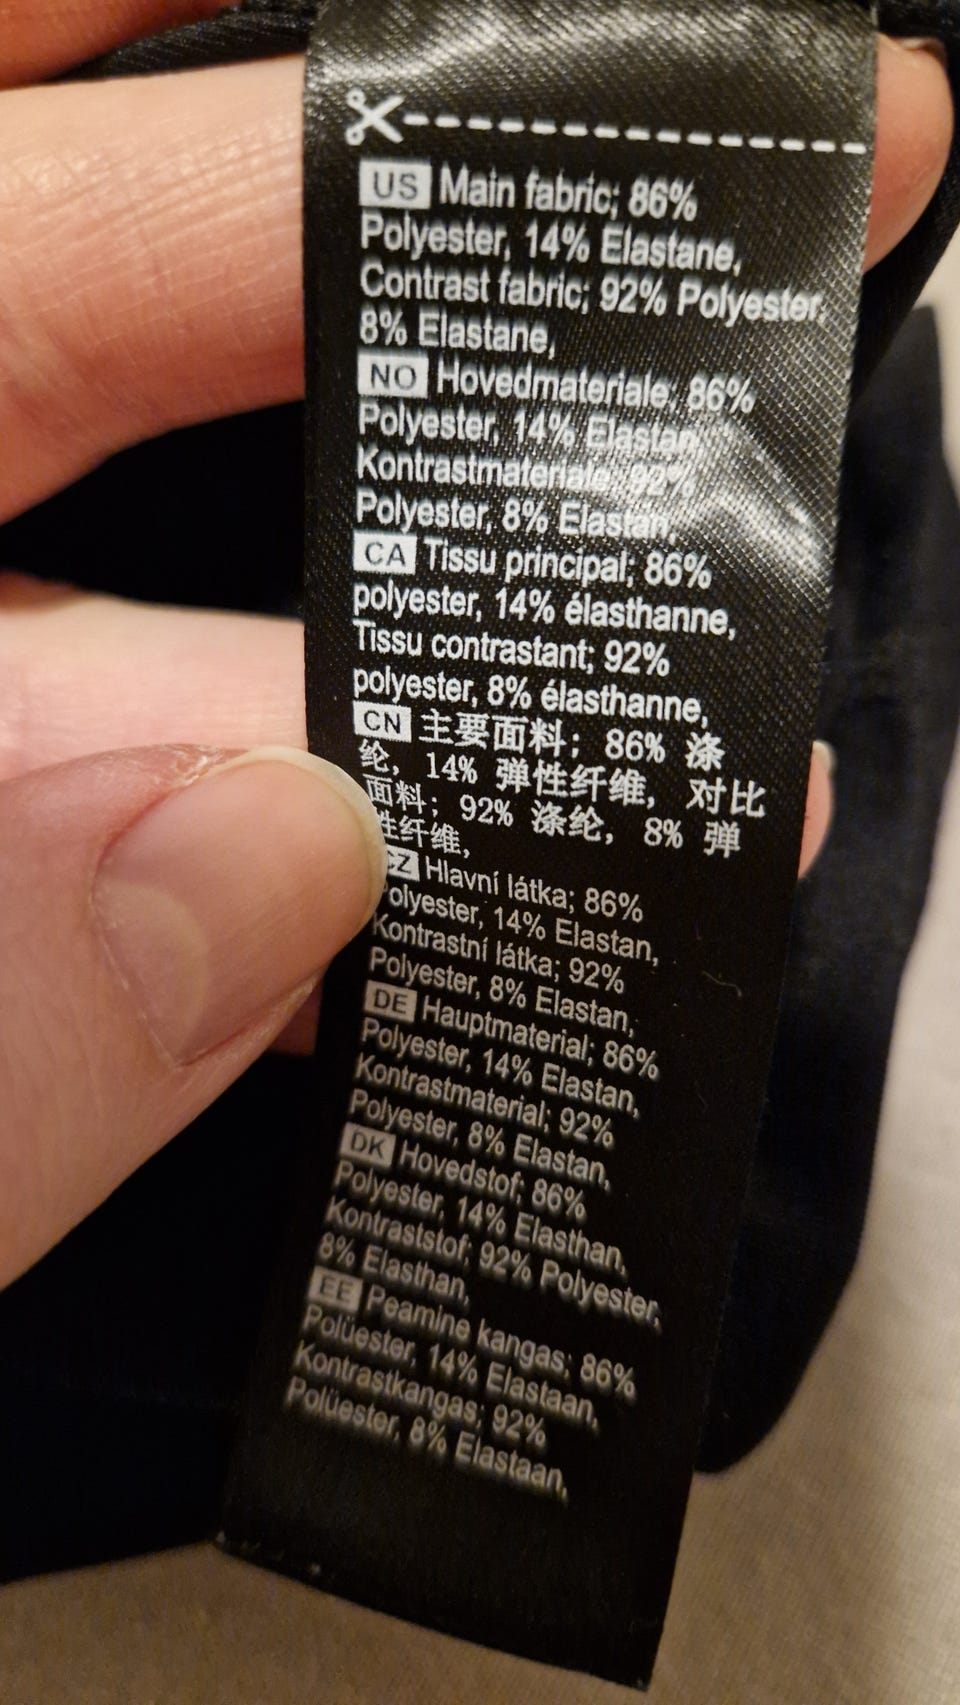 US Main fabric; 86%
Polyester, 14% Elastane,
Contrast fabric; 92% Polyester,
8% Elastane,
NO Hovedmateriale; 86%
Polyester, 14% Elastan,
Kontrastmateriale; 92%
Polyester, 8% Elastan,
CA Tissu principal; 86%
polyester, 14% élasthanne,
Tissu contrastant; 92%
polyester, 8% élasthanne,
CN 主要面料; 86% 涤
纶, 14% 弹性纤维, 对比
面料; 92% 涤纶, 8% 弹
性纤维,
CZ Hlavní látka; 86%
Polyester, 14% Elastan,
Kontrastní látka; 92%
Polyester, 8% Elastan,
DE Hauptmaterial; 86%
Polyester, 14% Elastan,
Kontrastmaterial; 92%
Polyester, 8% Elastan,
DK Hovedstof; 86%
Polyester, 14% Elasthan,
Kontraststof; 92% Polyester,
8% Elasthan,
EE Peamine kangas; 86%
Polüester, 14% Elastaan,
Kontrastkangas; 92%
Polüester, 8% Elastaan,